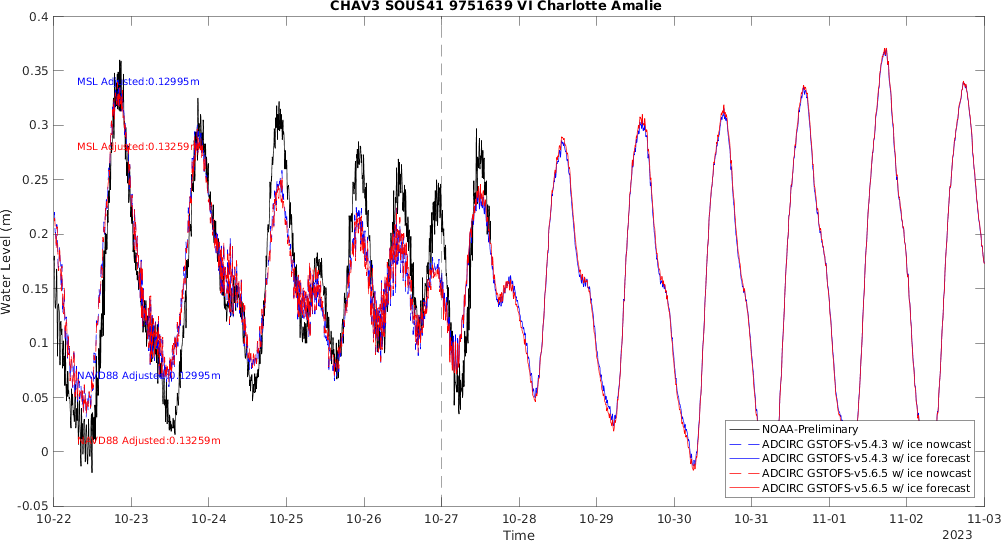 CHAV3 SOUS41 9751639 VI Charlotte Amalie
0.4
0.35
0.3
0.25
0.2
0.15
0.1
0.05
0
-0.05
Water Level (m)
MSL Adjusted:0.12995m
MSL Adjusted:0.13259m
NAVD88 Adjusted:0.12995m
NAVD88 Adjusted:0.13259m
NOAA-Preliminary
ADCIRC GSTOFS-v5.4.3 w/ ice nowcast
ADCIRC GSTOFS-v5.4.3 w/ ice forecast
ADCIRC GSTOFS-v5.6.5 w/ ice nowcast
ADCIRC GSTOFS-v5.6.5 w/ ice forecast
10-22 10-23 10-24 10-25 10-26 10-27 10-28 10-29 10-30 10-31 11-01 11-02 11-03
Time
2023